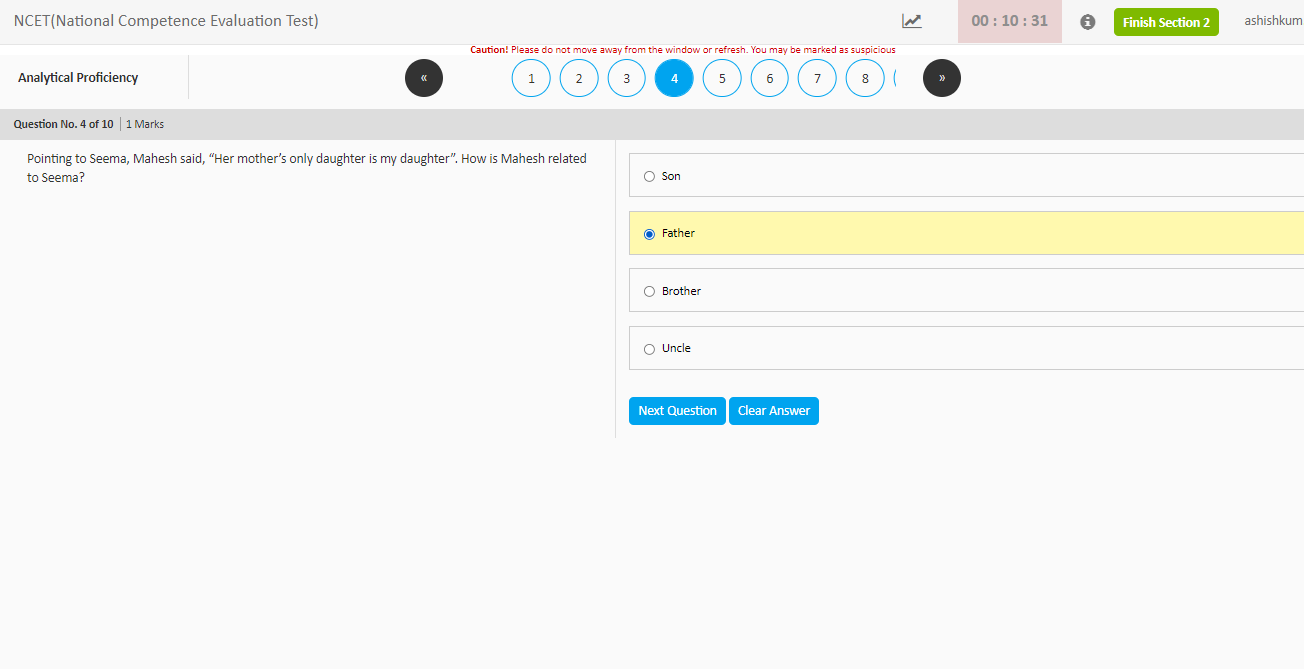 NCET(National Competence Evaluation Test)
00 : 10 : 31
Finish Section 2
ashishkum
Caution! Please do not move away from the window or refresh. You may be marked as suspicious
Analytical Proficiency
« 1 2 3 4 5 6 7 8 »
Question No. 4 of 10 | 1 Marks
Pointing to Seema, Mahesh said, “Her mother’s only daughter is my daughter”. How is Mahesh related
to Seema?
Son
Father
Brother
Uncle
Next Question Clear Answer